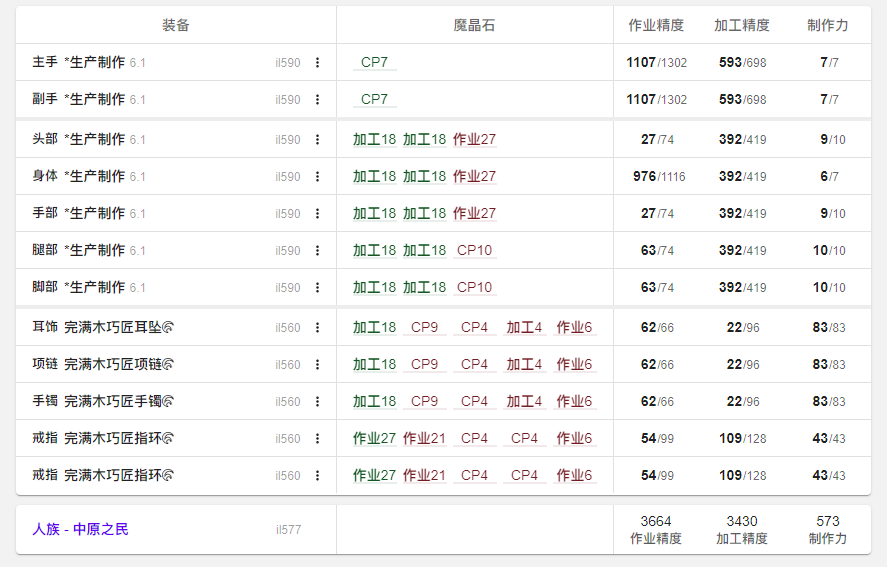 装备 魔晶石 作业精度 加工精度 制作力
主手 *生产制作 6.1 il590 CP7 1107/1302 593/698 7/7
副手 *生产制作 6.1 il590 CP7 1107/1302 593/698 7/7
头部 *生产制作 6.1 il590 加工18 加工18 作业27 27/74 392/419 9/10
身体 *生产制作 6.1 il590 加工18 加工18 作业27 976/1116 392/419 6/7
手部 *生产制作 6.1 il590 加工18 加工18 作业27 27/74 392/419 9/10
腿部 *生产制作 6.1 il590 加工18 加工18 CP10 63/74 392/419 10/10
脚部 *生产制作 6.1 il590 加工18 加工18 CP10 63/74 392/419 10/10
耳饰 完满木巧匠耳坠 il560 加工18 CP9 CP4 加工4 作业6 62/66 22/96 83/83
项链 完满木巧匠项链 il560 加工18 CP9 CP4 加工4 作业6 62/66 22/96 83/83
手镯 完满木巧匠手镯 il560 加工18 CP9 CP4 加工4 作业6 62/66 22/96 83/83
戒指 完满木巧匠指环 il560 作业27 作业21 CP4 CP4 作业6 54/99 109/128 43/43
戒指 完满木巧匠指环 il560 作业27 作业21 CP4 CP4 作业6 54/99 109/128 43/43
人族 - 中原之民 il577 3664 3430 573
作业精度 加工精度 制作力